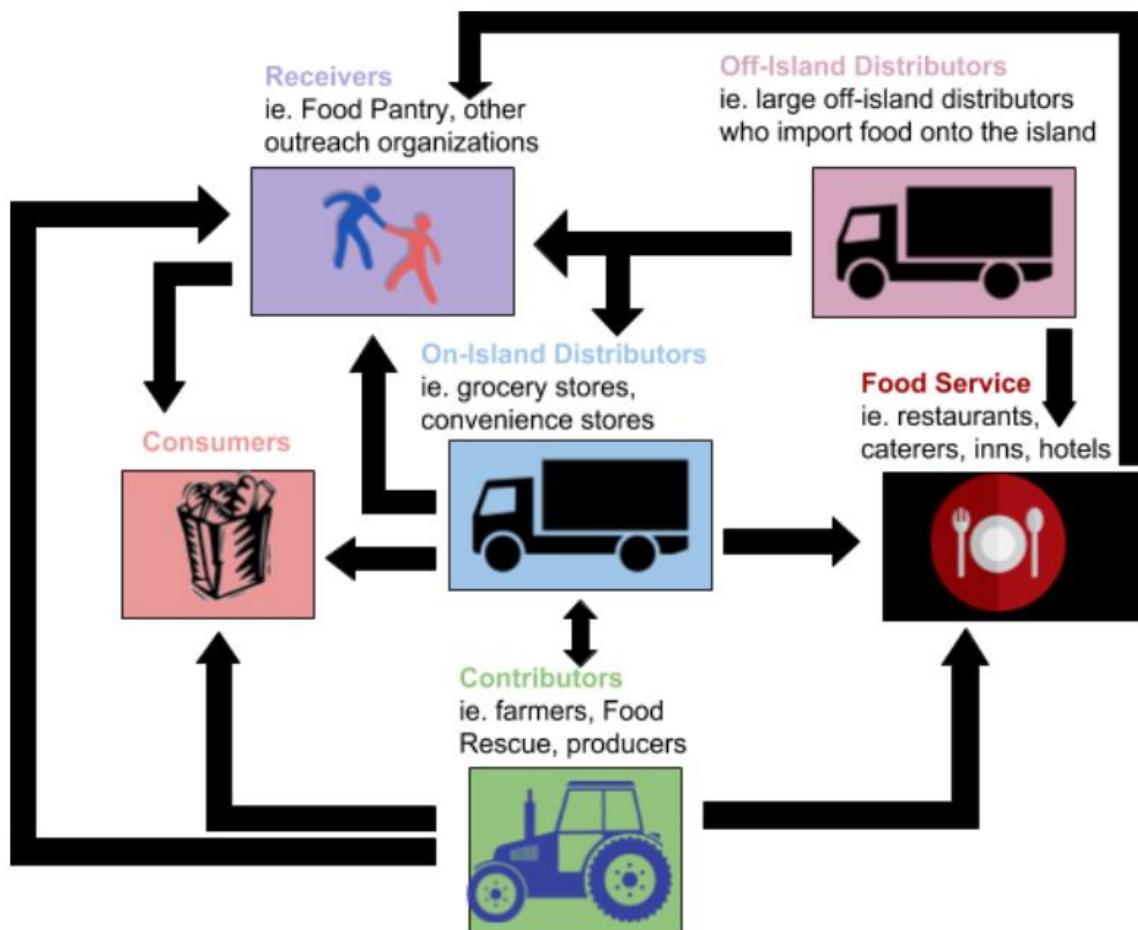 Receivers
ie. Food Pantry, other
outreach organizations
Off-Island Distributors
ie. large off-island distributors
who import food onto the island
On-Island Distributors
ie. grocery stores,
convenience stores
Food Service
ie. restaurants,
caterers, inns, hotels
Consumers
Contributors
ie. farmers, Food
Rescue, producers